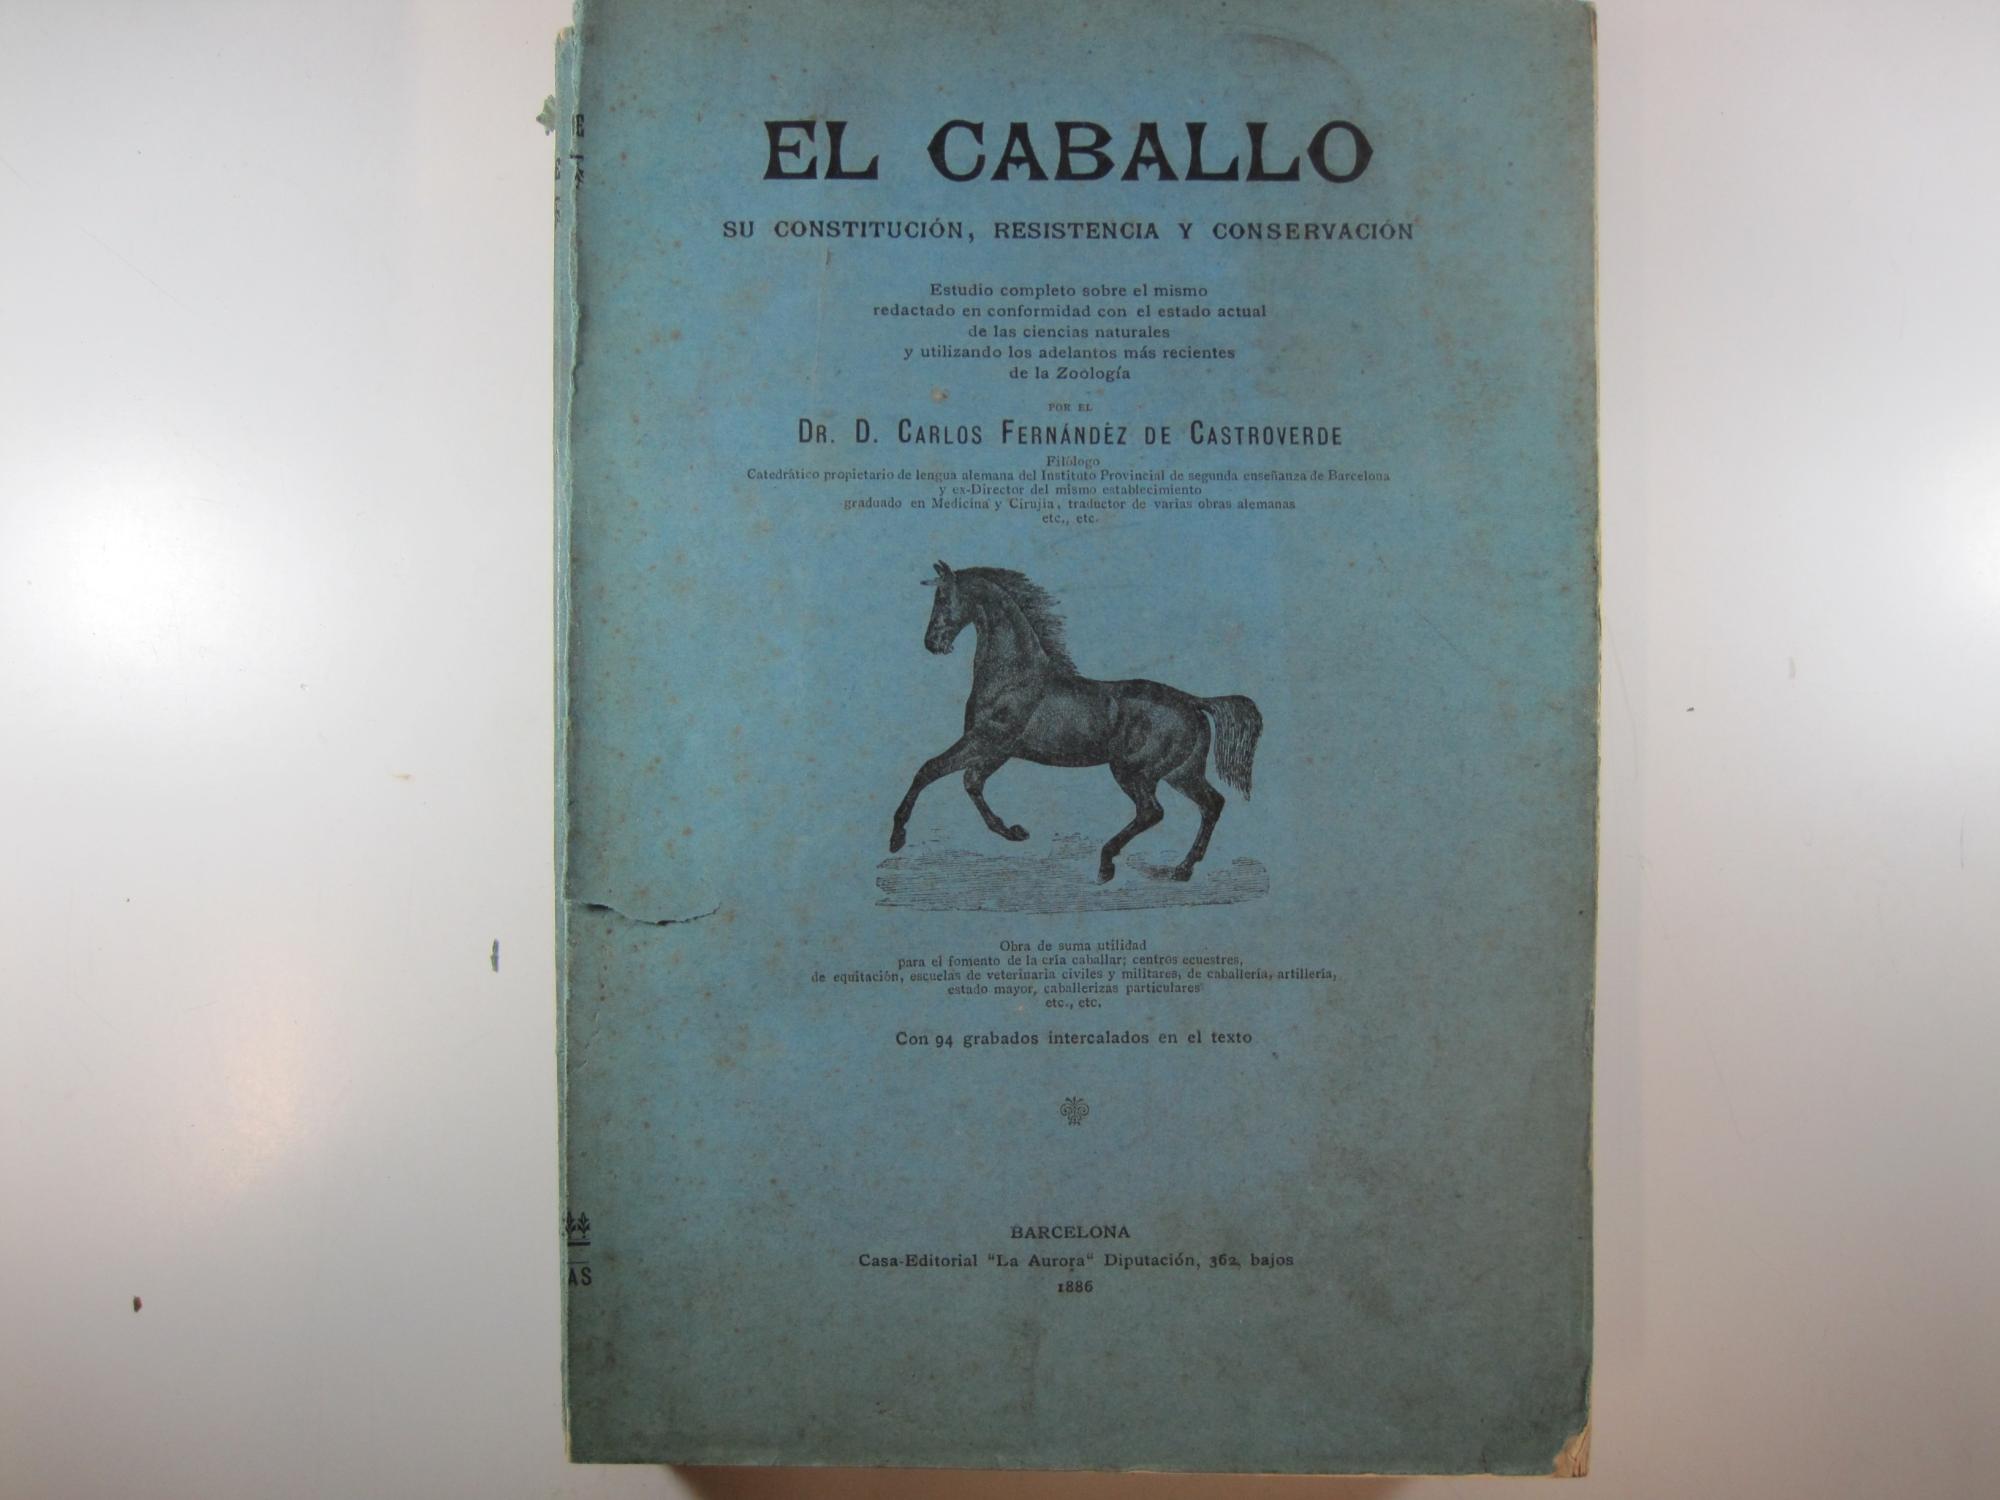 EL CABALLO
SU CONSTITUCIÓN, RESISTENCIA Y CONSERVACIÓN
Estudio completo sobre el mismo
redactado en conformidad con el estado actual
de las ciencias naturales
y utilizando los adelantos más recientes
de la Zoología
POR EL
DR. D. CARLOS FERNÁNDEZ DE CASTROVERDE
Filólogo
Catedrático propietario de lengua alemana del Instituto Provincial de segunda enseñanza de Barcelona
y ex-Director del mismo establecimiento
graduado en Medicina y Cirujía, traductor de varias obras alemanas
etc., etc.
Obra de suma utilidad
para el fomento de la cría caballar; centros ecuestres,
de equitación, escuelas de veterinaria civiles y militares, de caballería, artillería,
estado mayor, caballerizas particulares
etc., etc.
Con 94 grabados intercalados en el texto
BARCELONA
Casa-Editorial "La Aurora" Diputación, 362, bajos
1886
AS